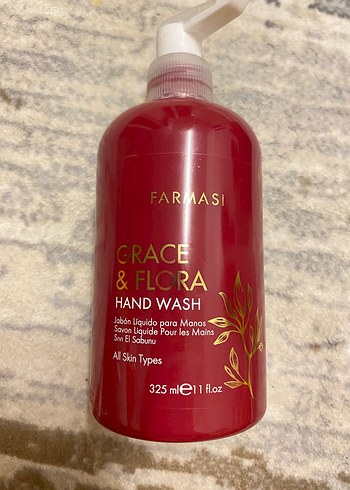 FARMASI
GRACE
& FLORA
HAND WASH
Jabón Líquido para Manos
Savon Liquide Pour les Mains
Sıvı El Sabunu
All Skin Types
325 ml ℮ 11 fl.oz